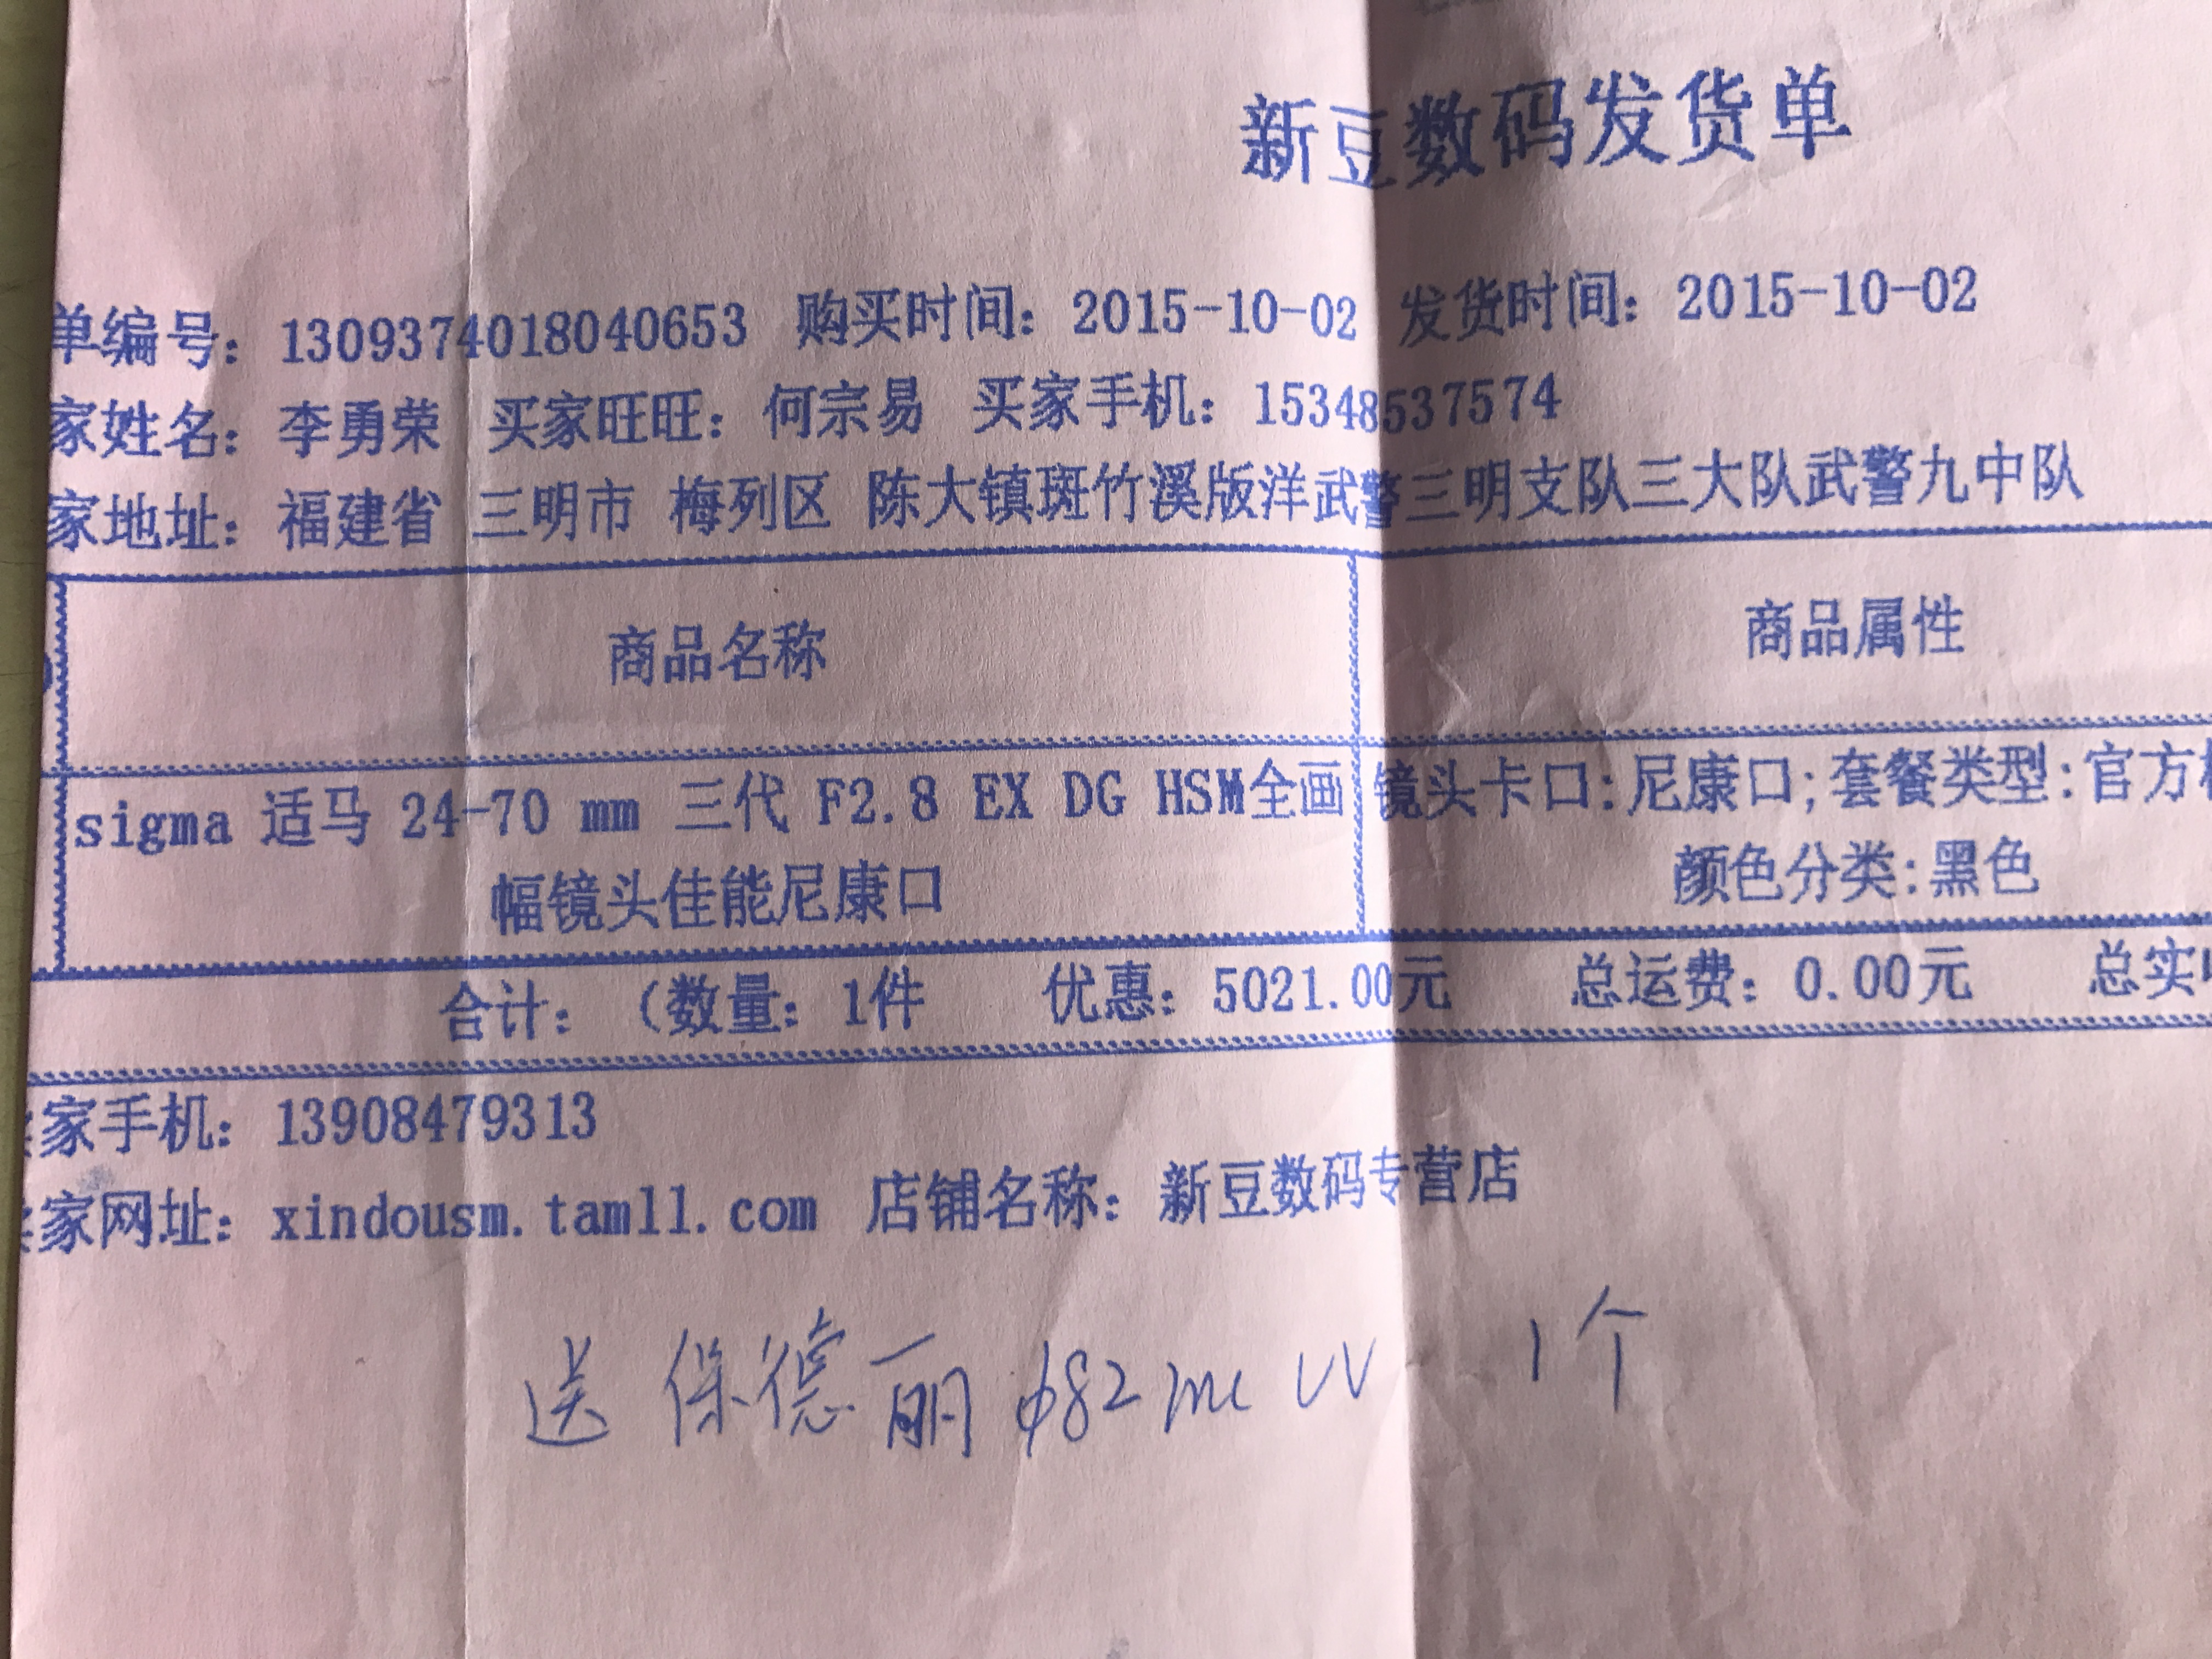 新豆数码发货单
单编号：1309374018040653 购买时间：2015-10-02 发货时间：2015-10-02
家姓名：李勇荣 买家旺旺：何宗易 买家手机：15348537574
家地址：福建省 三明市 梅列区 陈大镇斑竹溪版洋武警三明支队三大队武警九中队
商品名称 商品属性
sigma 适马 24-70 mm 三代 F2.8 EX DG HSM全画 镜头卡口:尼康口;套餐类型:官方
幅镜头佳能尼康口 颜色分类:黑色
合计：（数量：1件 优惠：5021.00元 总运费：0.00元 总实
家手机：13908479313
家网址：xindousm.tamll.com 店铺名称：新豆数码专营店
送 保德丽 φ82mc UV 1个